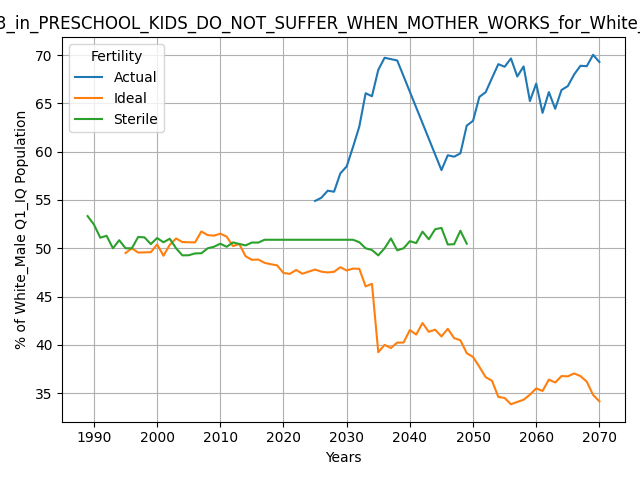 3_in_PRESCHOOL_KIDS_DO_NOT_SUFFER_WHEN_MOTHER_WORKS_for_White_
Fertility
Actual
Ideal
Sterile
% of White_Male Q1_IQ Population
70
65
60
55
50
45
40
35
1990 2000 2010 2020 2030 2040 2050 2060 2070
Years